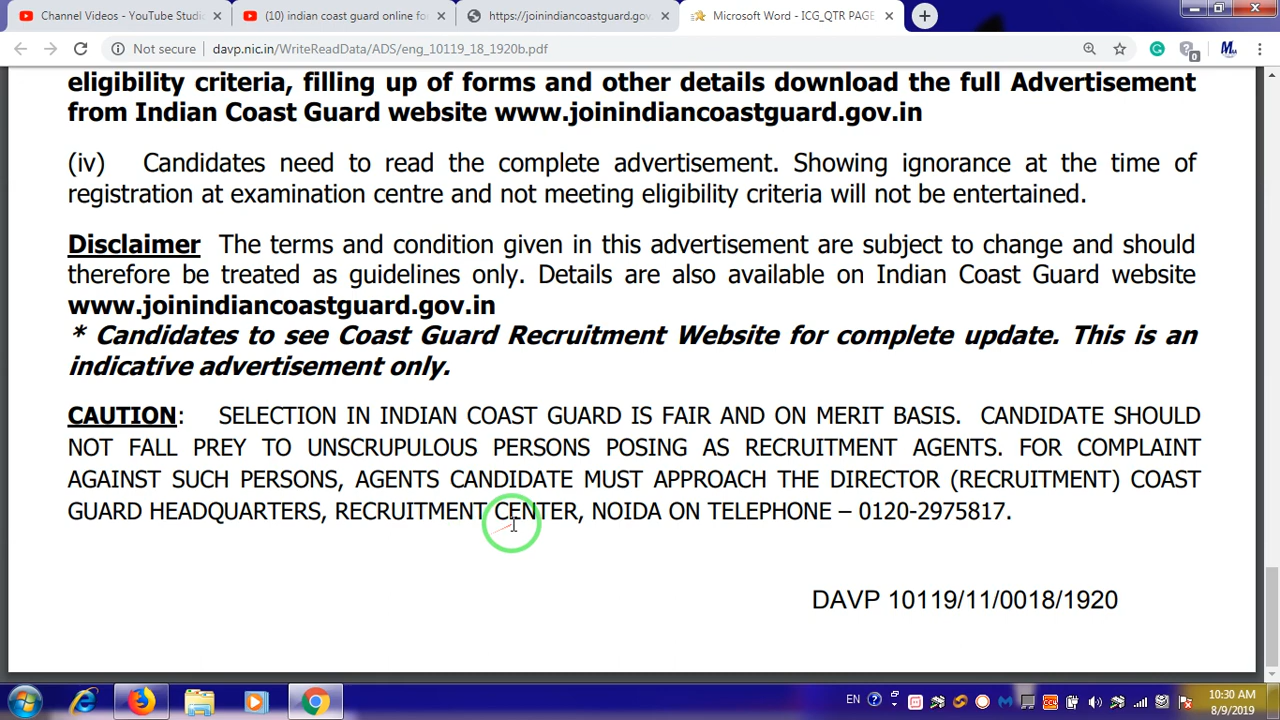 Channel Videos - YouTube Studi
(10) indian coast guard online fo
https://joinindiancoastguard.gov.
Microsoft Word - ICG_QTR PAGE
Not secure
davp.nic.in/WriteReadData/ADS/eng_10119_18_1920b.pdf
eligibility criteria, filling up of forms and other details download the full Advertisement
from Indian Coast Guard website www.joinindiancoastguard.gov.in
(iv) Candidates need to read the complete advertisement. Showing ignorance at the time of
registration at examination centre and not meeting eligibility criteria will not be entertained.
Disclaimer The terms and condition given in this advertisement are subject to change and should
therefore be treated as guidelines only. Details are also available on Indian Coast Guard website
www.joinindiancoastguard.gov.in
* Candidates to see Coast Guard Recruitment Website for complete update. This is an
indicative advertisement only.
CAUTION: SELECTION IN INDIAN COAST GUARD IS FAIR AND ON MERIT BASIS. CANDIDATE SHOULD
NOT FALL PREY TO UNSCRUPULOUS PERSONS POSING AS RECRUITMENT AGENTS. FOR COMPLAINT
AGAINST SUCH PERSONS, AGENTS CANDIDATE MUST APPROACH THE DIRECTOR (RECRUITMENT) COAST
GUARD HEADQUARTERS, RECRUITMENT CENTER, NOIDA ON TELEPHONE – 0120-2975817.
DAVP 10119/11/0018/1920
EN
10:30 AM
8/9/2019